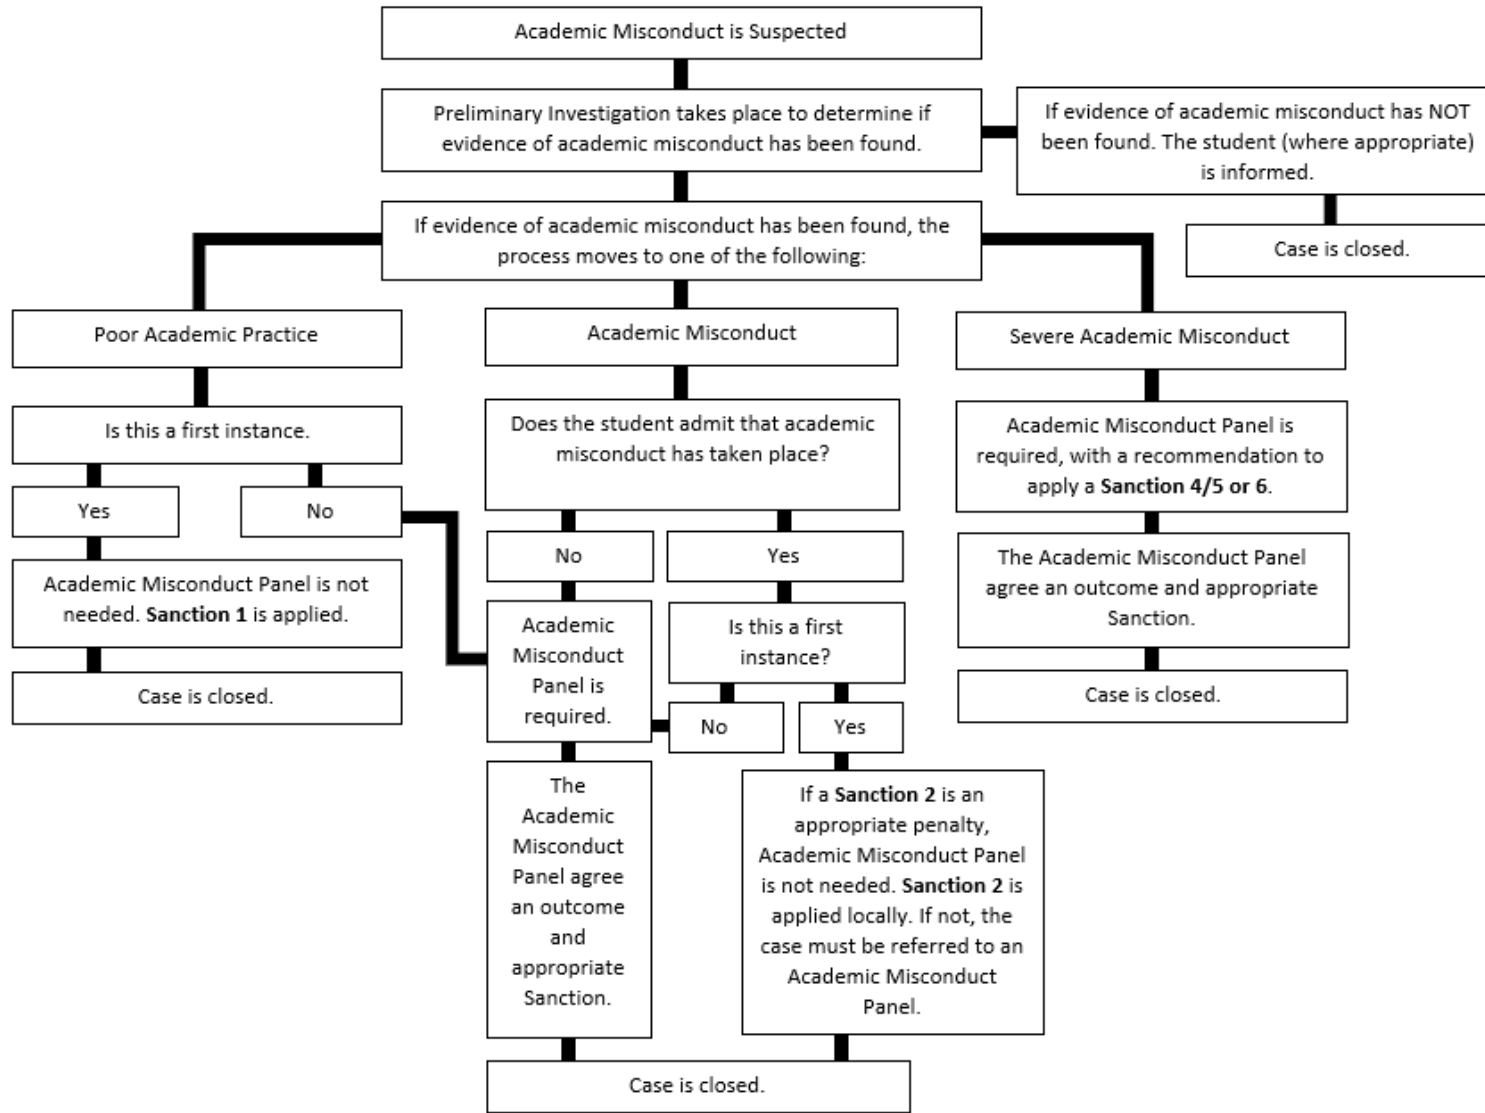 Academic Misconduct is Suspected
Preliminary Investigation takes place to determine if
evidence of academic misconduct has been found.
If evidence of academic misconduct has NOT
been found. The student (where appropriate)
is informed.
Case is closed.
If evidence of academic misconduct has been found, the
process moves to one of the following:
Poor Academic Practice
Is this a first instance.
Yes
No
Academic Misconduct Panel is not
needed. Sanction 1 is applied.
Case is closed.
Academic Misconduct
Does the student admit that academic
misconduct has taken place?
No
Yes
Academic
Misconduct
Panel is
required.
Is this a first
instance?
No
Yes
The
Academic
Misconduct
Panel agree
an outcome
and
appropriate
Sanction.
If a Sanction 2 is an
appropriate penalty,
Academic Misconduct Panel
is not needed. Sanction 2 is
applied locally. If not, the
case must be referred to an
Academic Misconduct
Panel.
Case is closed.
Severe Academic Misconduct
Academic Misconduct Panel is
required, with a recommendation to
apply a Sanction 4/5 or 6.
The Academic Misconduct Panel
agree an outcome and appropriate
Sanction.
Case is closed.